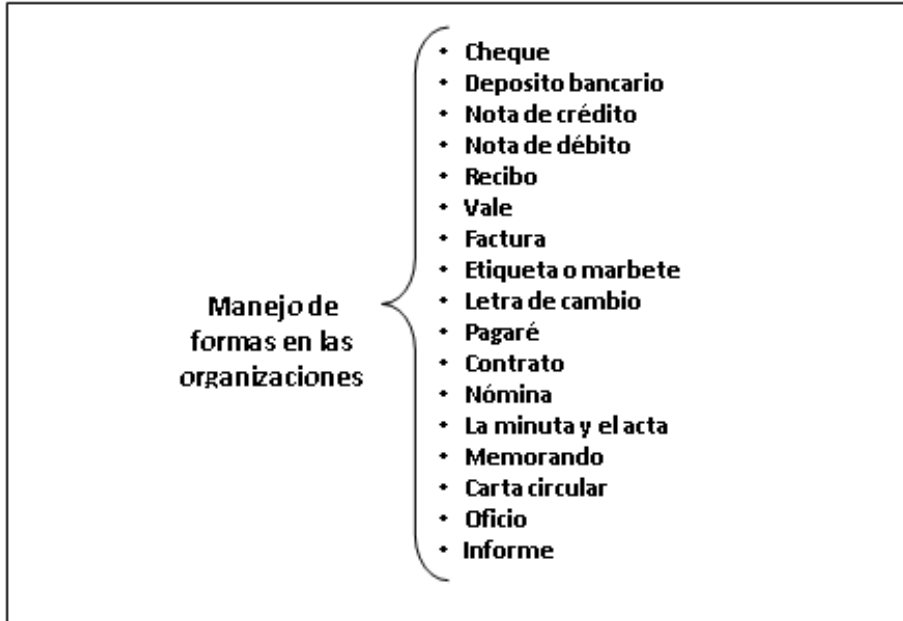 Manejo de
formas en las
organizaciones
• Cheque
• Deposito bancario
• Nota de crédito
• Nota de débito
• Recibo
• Vale
• Factura
• Etiqueta o marbete
• Letra de cambio
• Pagaré
• Contrato
• Nómina
• La minuta y el acta
• Memorando
• Carta circular
• Oficio
• Informe